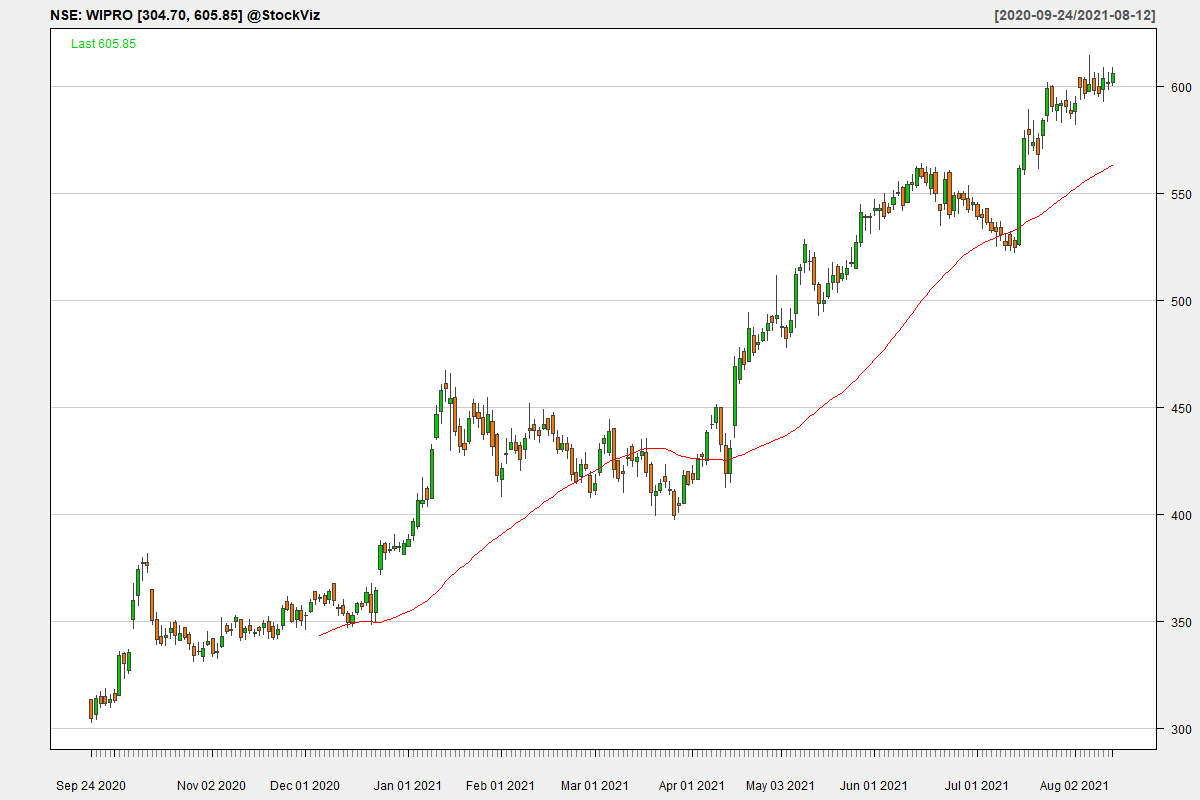 NSE: WIPRO [304.70, 605.85] @StockViz
[2020-09-24/2021-08-12]
Last 605.85
600
550
500
450
400
350
300
Sep 24 2020
Nov 02 2020
Dec 01 2020
Jan 01 2021
Feb 01 2021
Mar 01 2021
Apr 01 2021
May 03 2021
Jun 01 2021
Jul 01 2021
Aug 02 2021